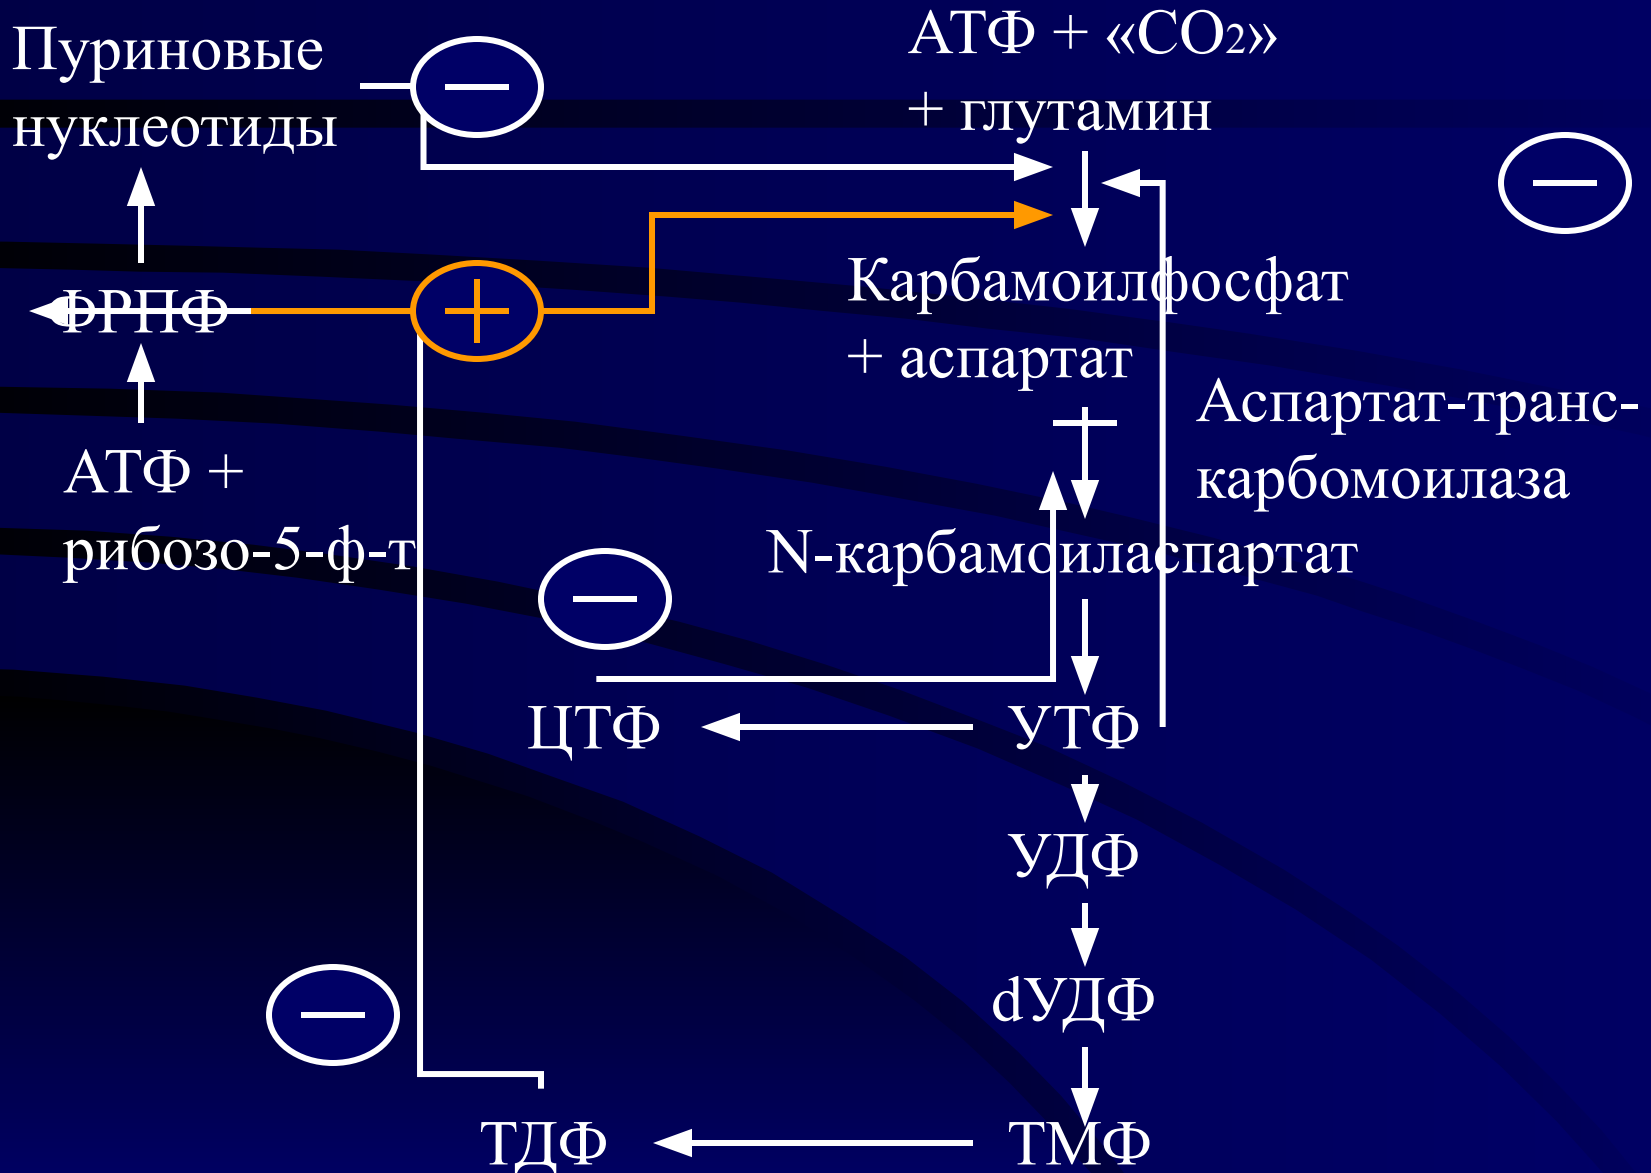 Пуриновые
нуклеотиды
АТФ + «СО2»
+ глутамин
ФРПФ
Карбамоилфосфат
+ аспартат
Аспартат-транс-
карбомоилаза
АТФ +
рибозо-5-ф-т
N-карбамоиласпартат
ЦТФ
УТФ
УДФ
dУДФ
ТДФ
ТМФ